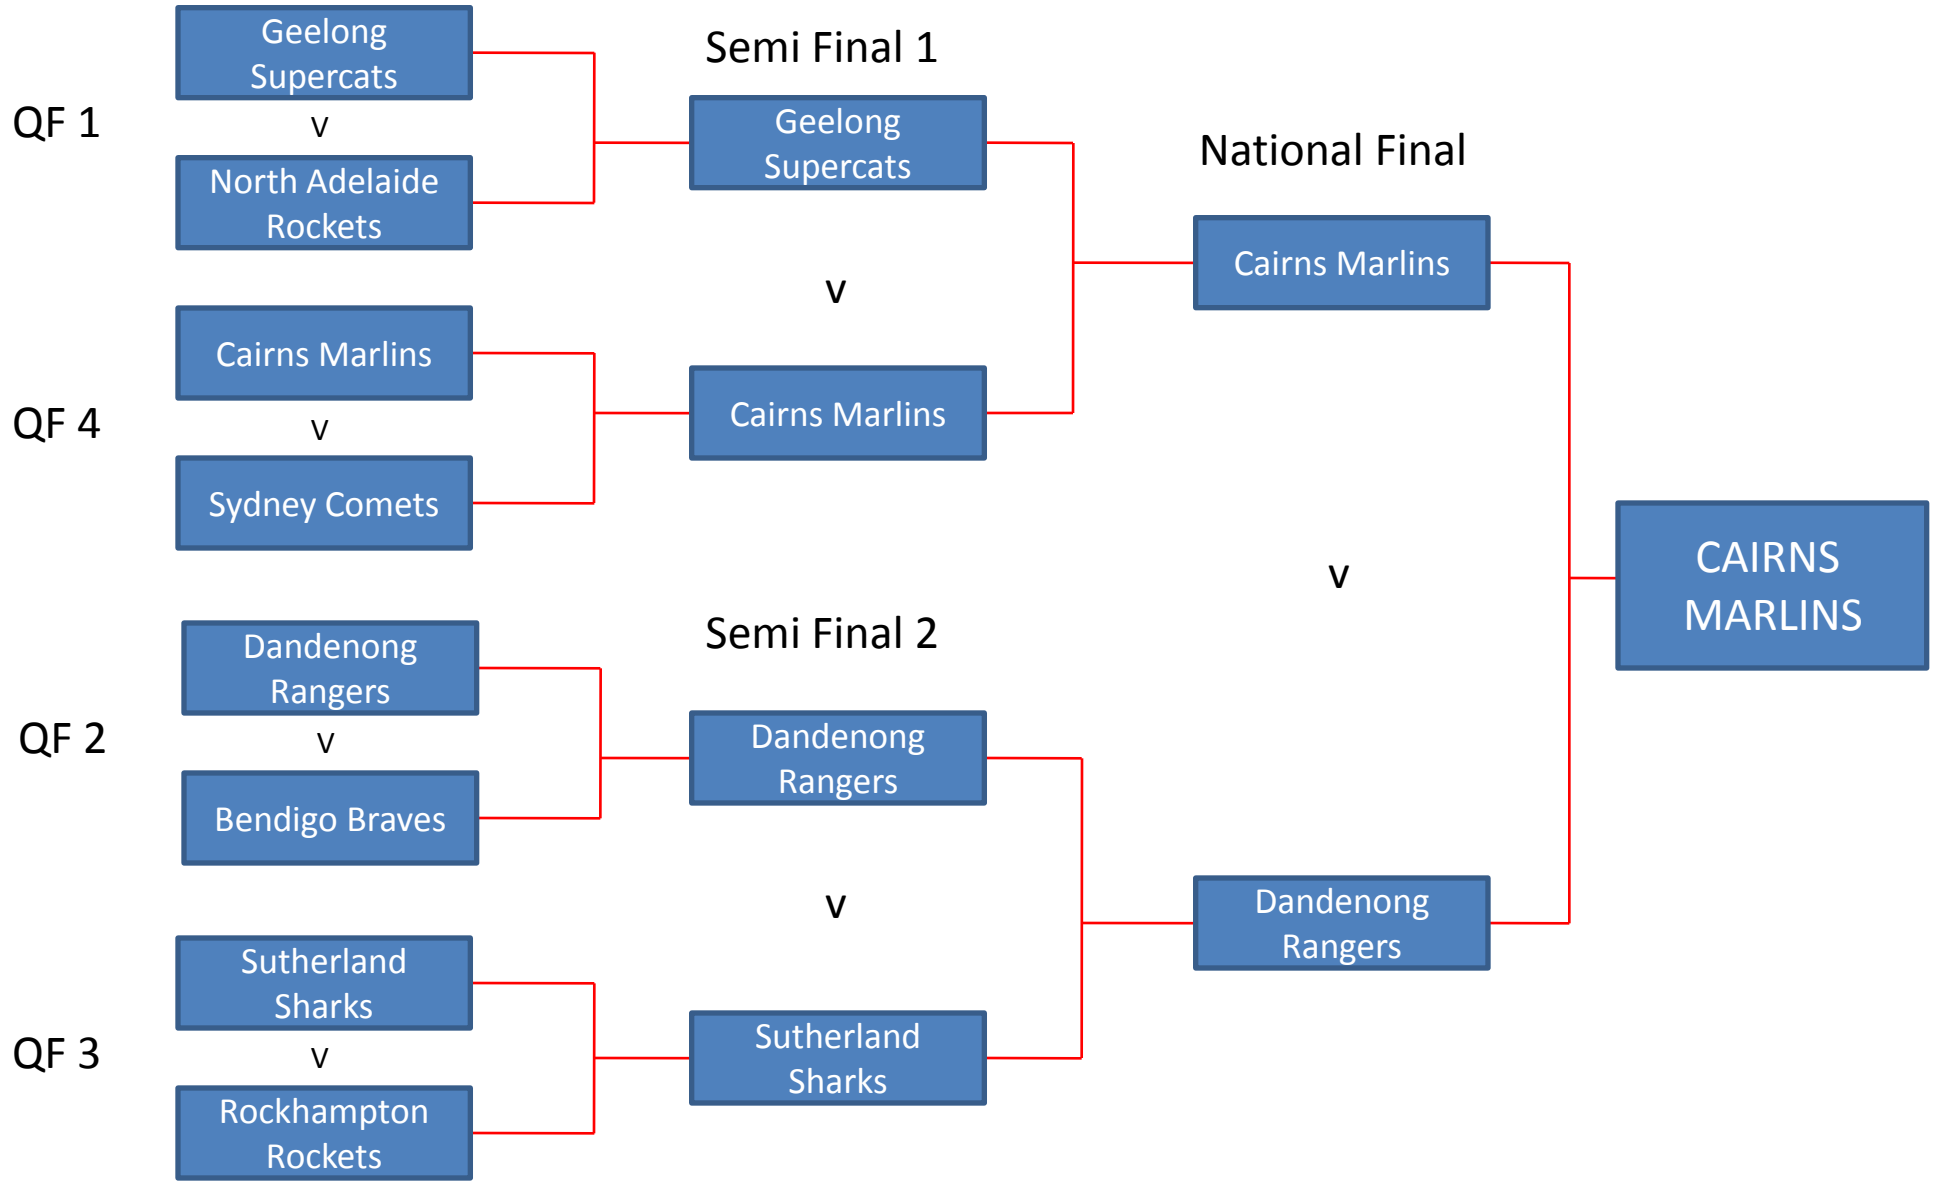 Geelong
Supercats
QF 1
v
North Adelaide
Rockets
Cairns Marlins
QF 4
v
Sydney Comets
Dandenong
Rangers
QF 2
v
Bendigo Braves
Sutherland
Sharks
QF 3
v
Rockhampton
Rockets
Semi Final 1
Geelong
Supercats
v
Cairns Marlins
Semi Final 2
Dandenong
Rangers
v
Sutherland
Sharks
National Final
Cairns Marlins
v
Dandenong
Rangers
CAIRNS
MARLINS